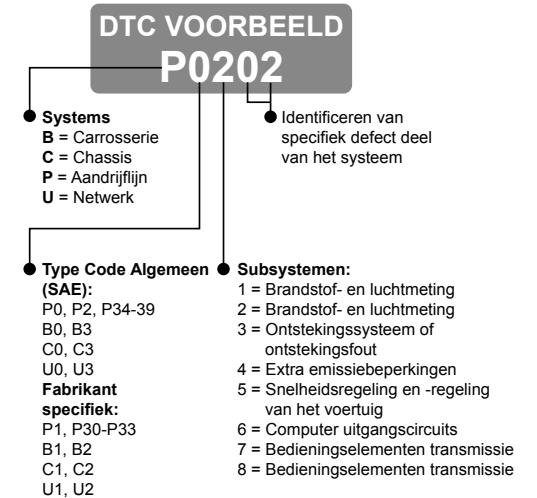 DTC VOORBEELD
P0202
Systems
B = Carrosserie
C = Chassis
P = Aandrijflijn
U = Netwerk
Identificeren van
specifiek defect deel
van het systeem
Type Code Algemeen
(SAE):
P0, P2, P34-39
B0, B3
C0, C3
U0, U3
Fabrikant
specifiek:
P1, P30-P33
B1, B2
C1, C2
U1, U2
Subsystemen:
1 = Brandstof- en luchtmeting
2 = Brandstof- en luchtmeting
3 = Ontstekingssysteem of
ontstekingsfout
4 = Extra emissiebeperkingen
5 = Snelheidsregeling en -regeling
van het voertuig
6 = Computer uitgangscircuits
7 = Bedieningselementen transmissie
8 = Bedieningselementen transmissie